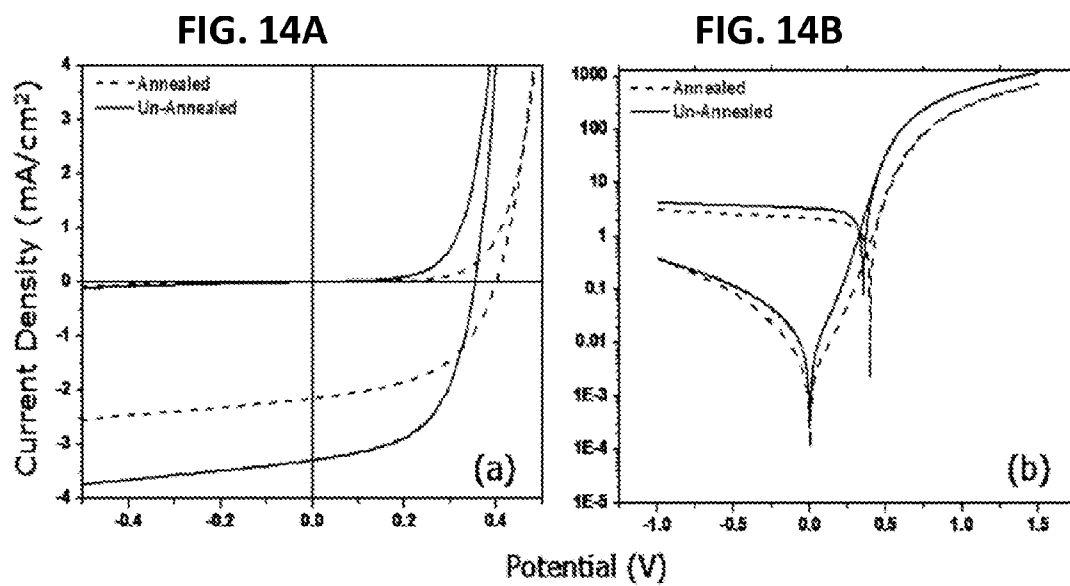 FIG. 14A
FIG. 14B
Current Density (mA/cm²)
4
3
2
1
0
-1
-2
-3
-4
Annealed
Un-Annealed
(a)
-0.4
0.0
0.2
0.4
1000
100
10
1
0.1
0.01
1E-3
1E-4
1E-5
Annealed
Un-Annealed
(b)
-1.0
-0.5
0.0
0.5
1.0
1.5
Potential (V)